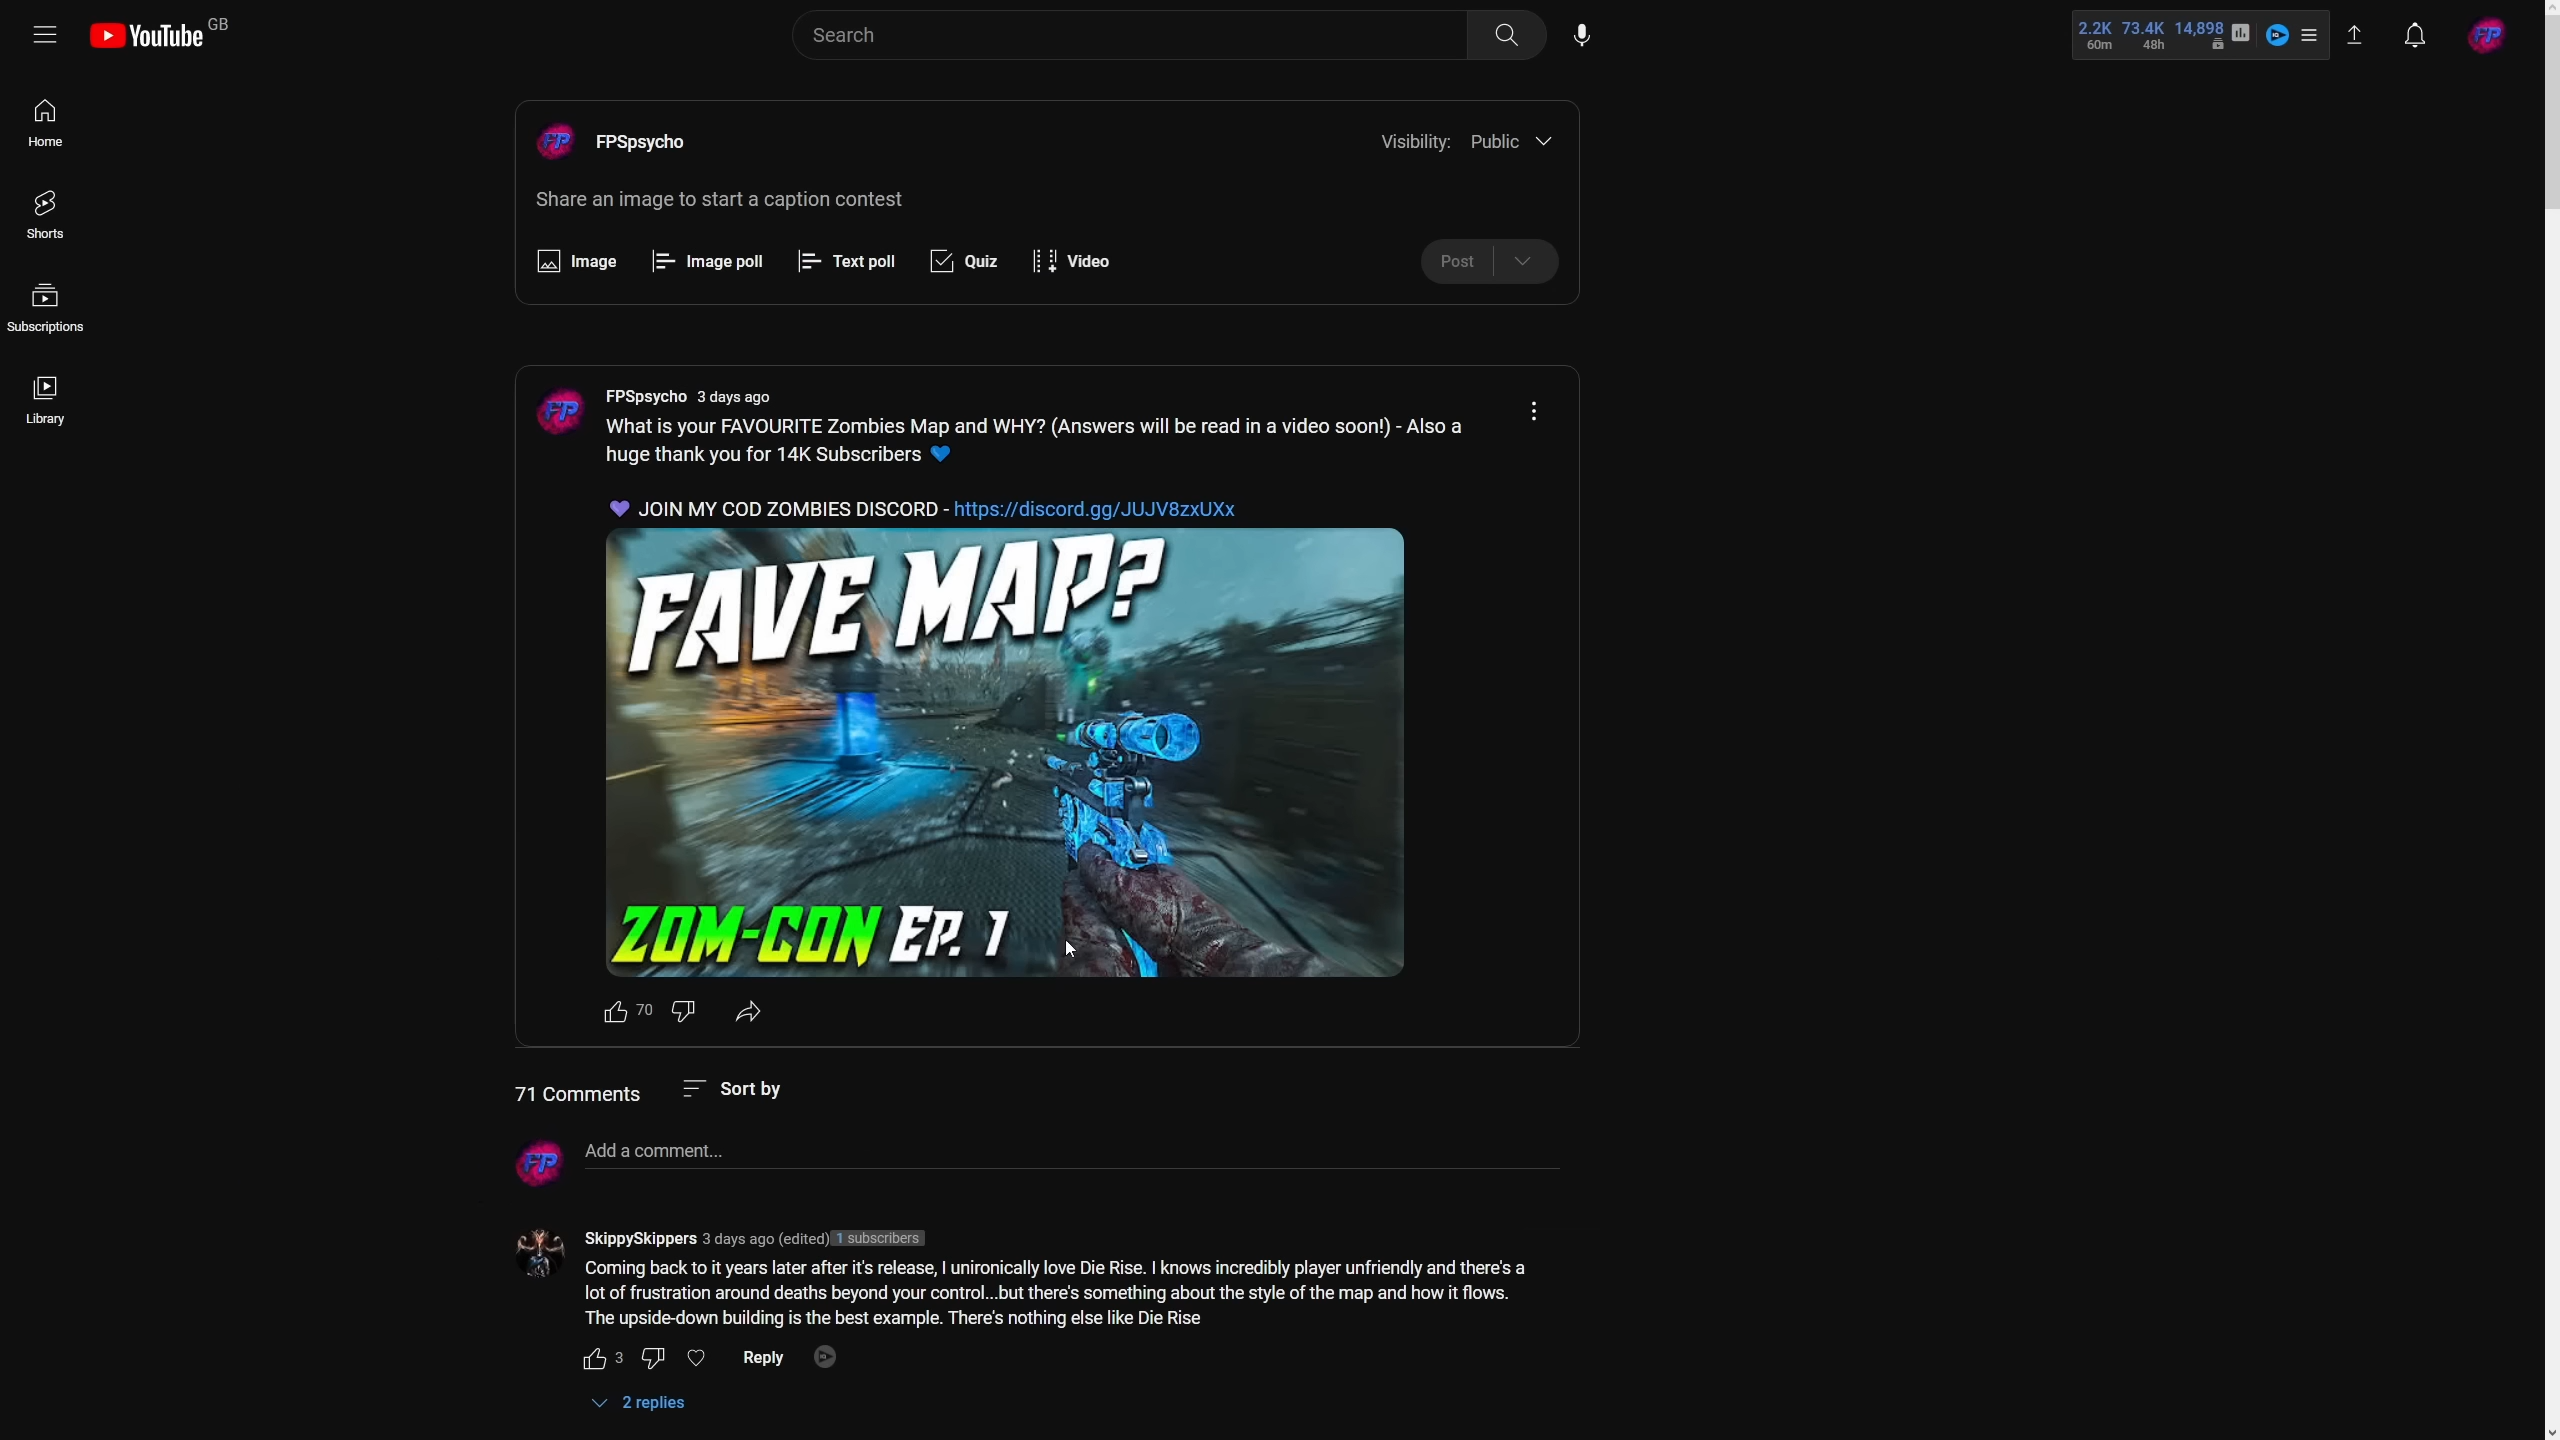 YouTube GB
Search
2.2K 73.4K 14,898
60m 48h
Home
Shorts
Subscriptions
Library
FPSpsycho
Visibility: Public
Share an image to start a caption contest
Image Image poll Text poll Quiz Video Post
FPSpsycho 3 days ago
What is your FAVOURITE Zombies Map and WHY? (Answers will be read in a video soon!) - Also a
huge thank you for 14K Subscribers 💙
💜 JOIN MY COD ZOMBIES DISCORD - https://discord.gg/JUJV8zxUXx
FAVE MAP?
ZOM-CON EP. 1
70
71 Comments Sort by
Add a comment...
SkippySkippers 3 days ago (edited) 1 subscribers
Coming back to it years later after it's release, I unironically love Die Rise. I knows incredibly player unfriendly and there's a
lot of frustration around deaths beyond your control...but there's something about the style of the map and how it flows.
The upside-down building is the best example. There's nothing else like Die Rise
3 Reply
2 replies